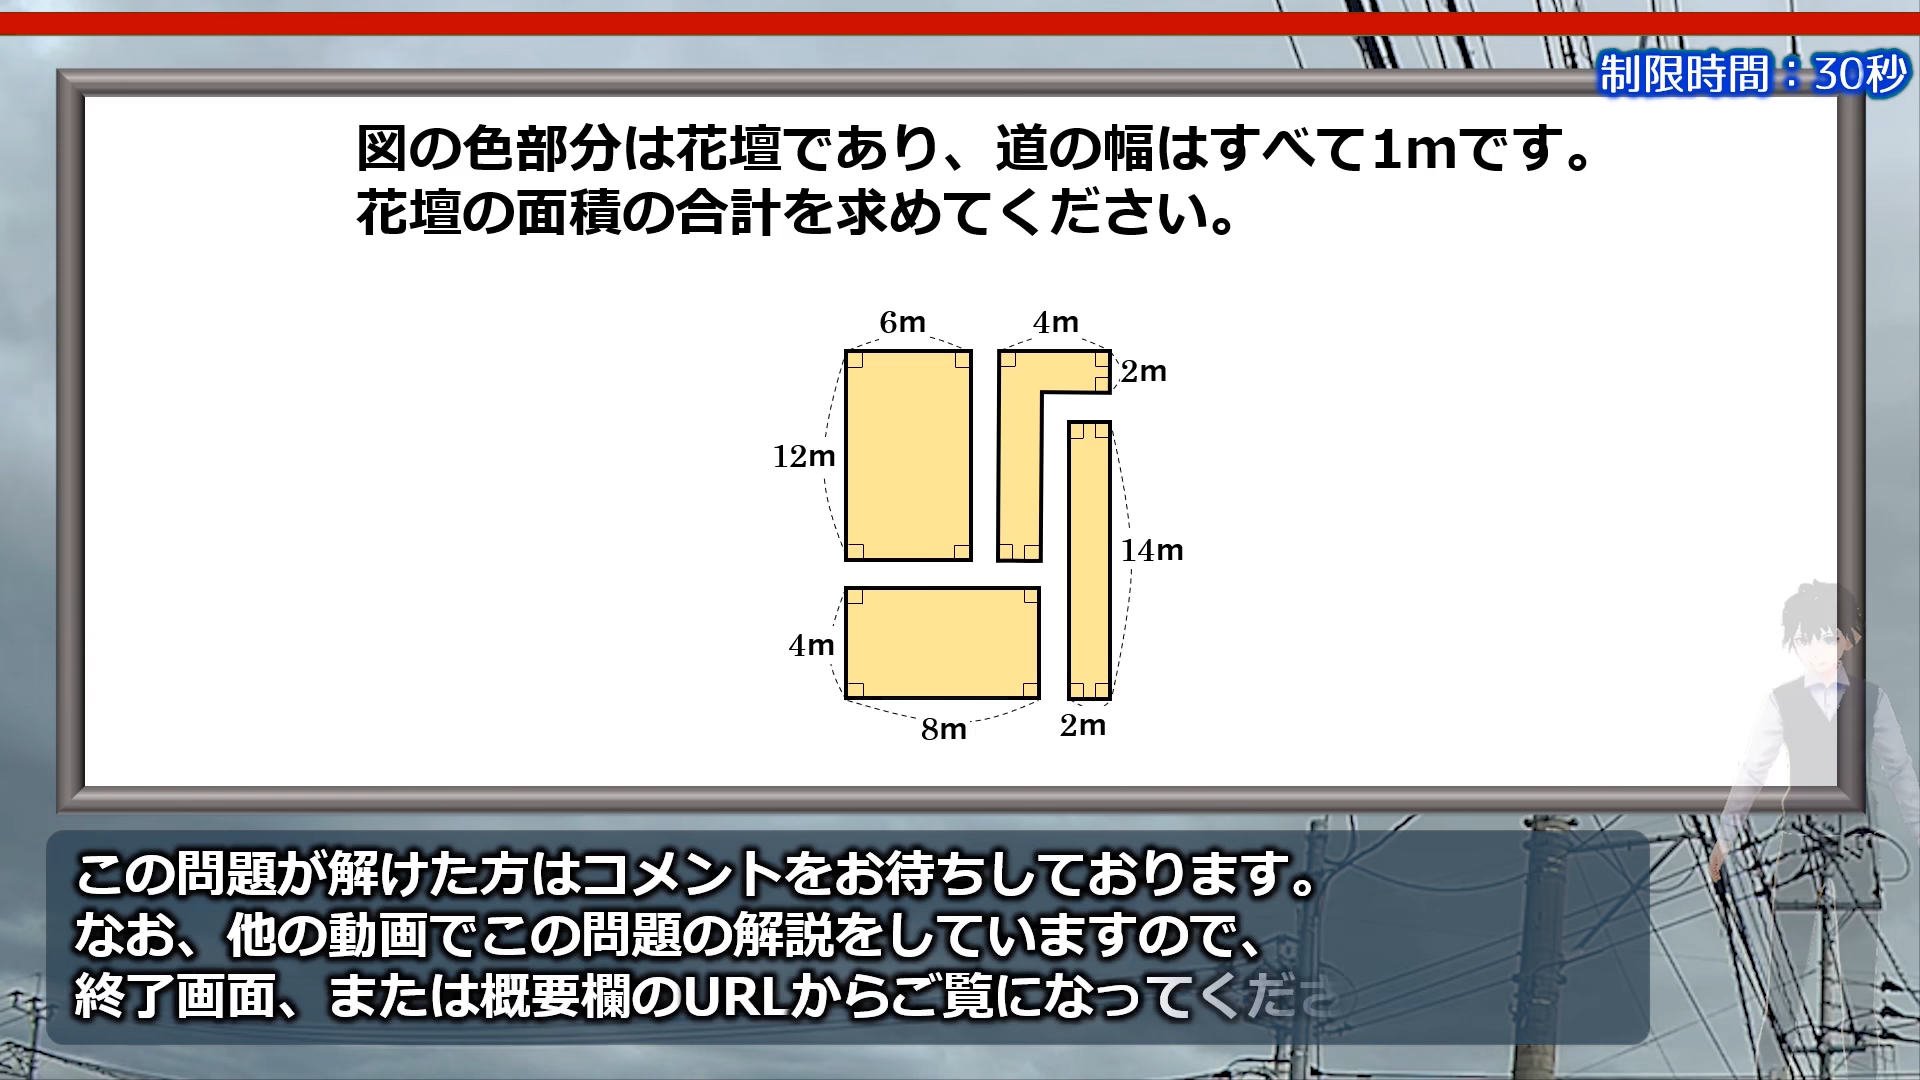 制限時間：30秒
図の色部分は花壇であり、道の幅はすべて1mです。
花壇の面積の合計を求めてください。
6m
4m
2m
12m
14m
4m
8m
2m
この問題が解けた方はコメントをお待ちしております。
なお、他の動画でこの問題の解説をしていますので、
終了画面、または概要欄のURLからご覧になってくださ